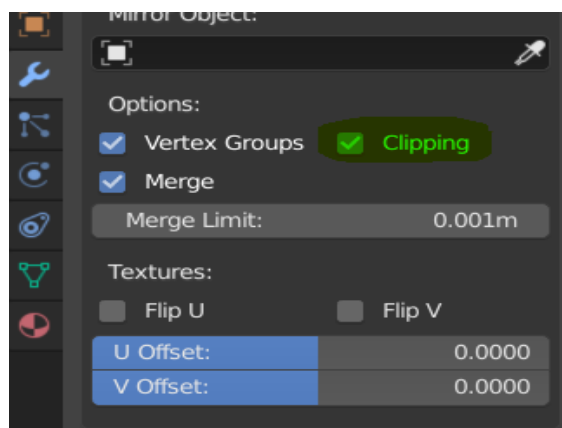 Mirror Object:
Options:
Vertex Groups Clipping
Merge
Merge Limit: 0.001m
Textures:
Flip U Flip V
U Offset: 0.0000
V Offset: 0.0000